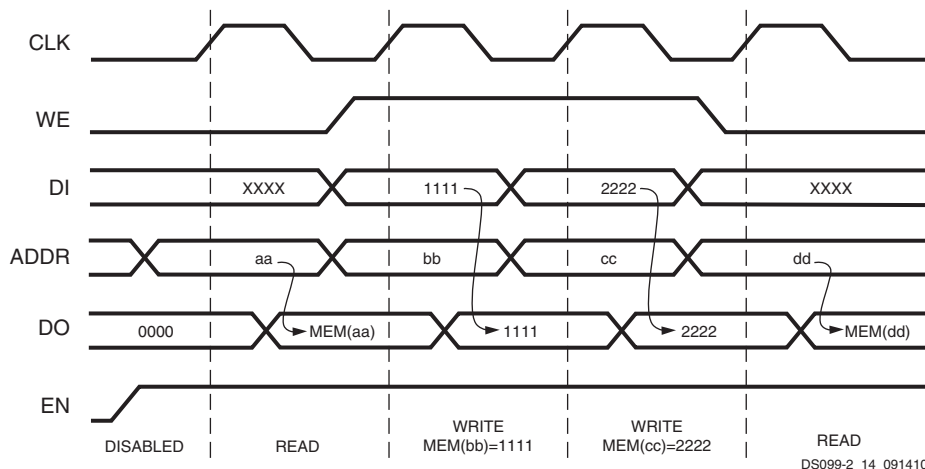 CLK
WE
DI XXXX 1111 2222 XXXX
ADDR aa bb cc dd
DO 0000 MEM(aa) 1111 2222 MEM(dd)
EN
DISABLED READ WRITE MEM(bb)=1111 WRITE MEM(cc)=2222 READ
DS099-2_14_091410